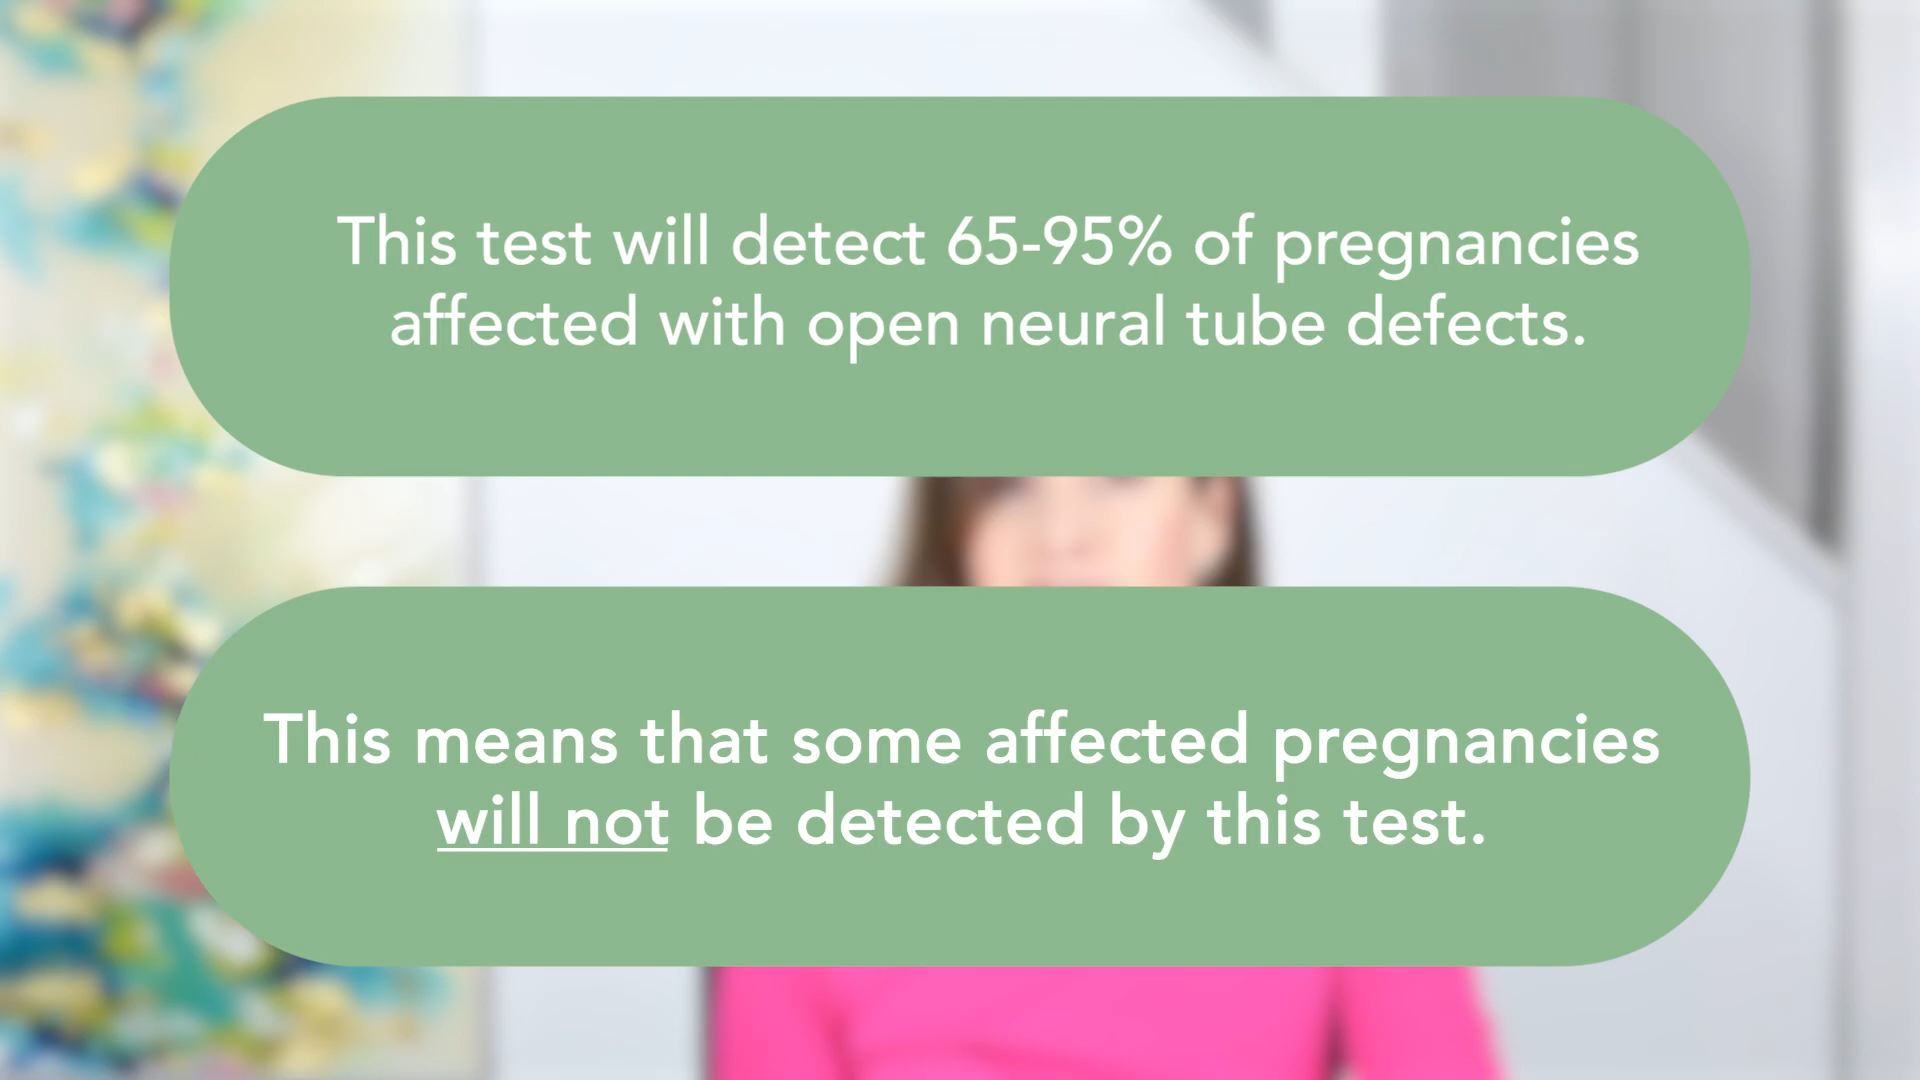 This test will detect 65-95% of pregnancies
affected with open neural tube defects.
This means that some affected pregnancies
will not be detected by this test.